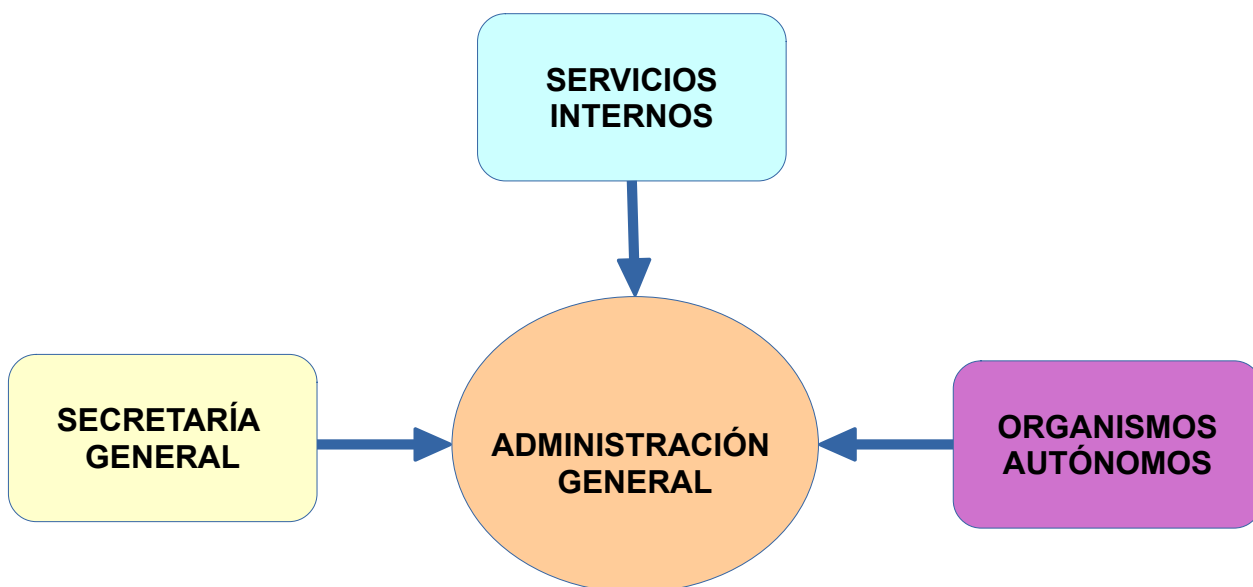 SERVICIOS
INTERNOS
SECRETARÍA
GENERAL
ADMINISTRACIÓN
GENERAL
ORGANISMOS
AUTÓNOMOS